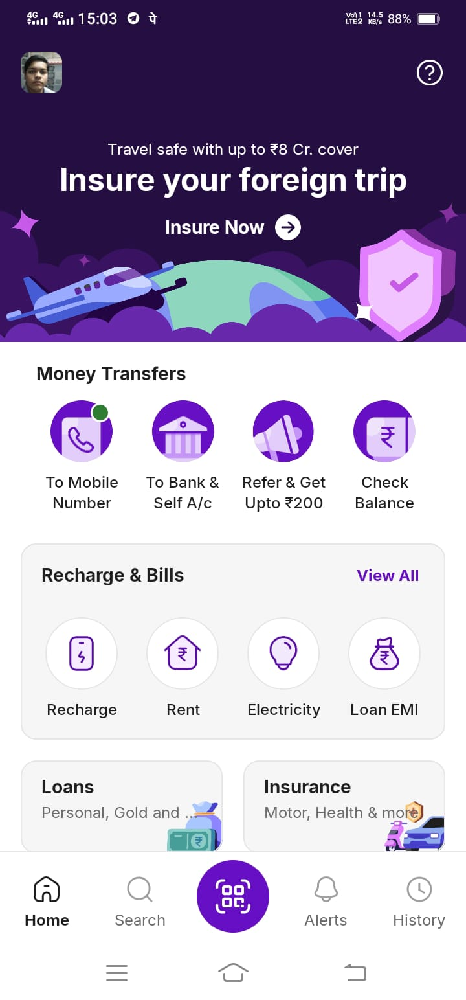 4G 4G 15:03 पे Vo) 1 LTE2 14.5 KB/s 88%
Travel safe with up to ₹8 Cr. cover
Insure your foreign trip
Insure Now
Money Transfers
To Mobile Number
To Bank & Self A/c
Refer & Get Upto ₹200
Check Balance
Recharge & Bills
View All
Recharge
Rent
Electricity
Loan EMI
Loans
Personal, Gold and ...
Insurance
Motor, Health & more
Home
Search
Alerts
History